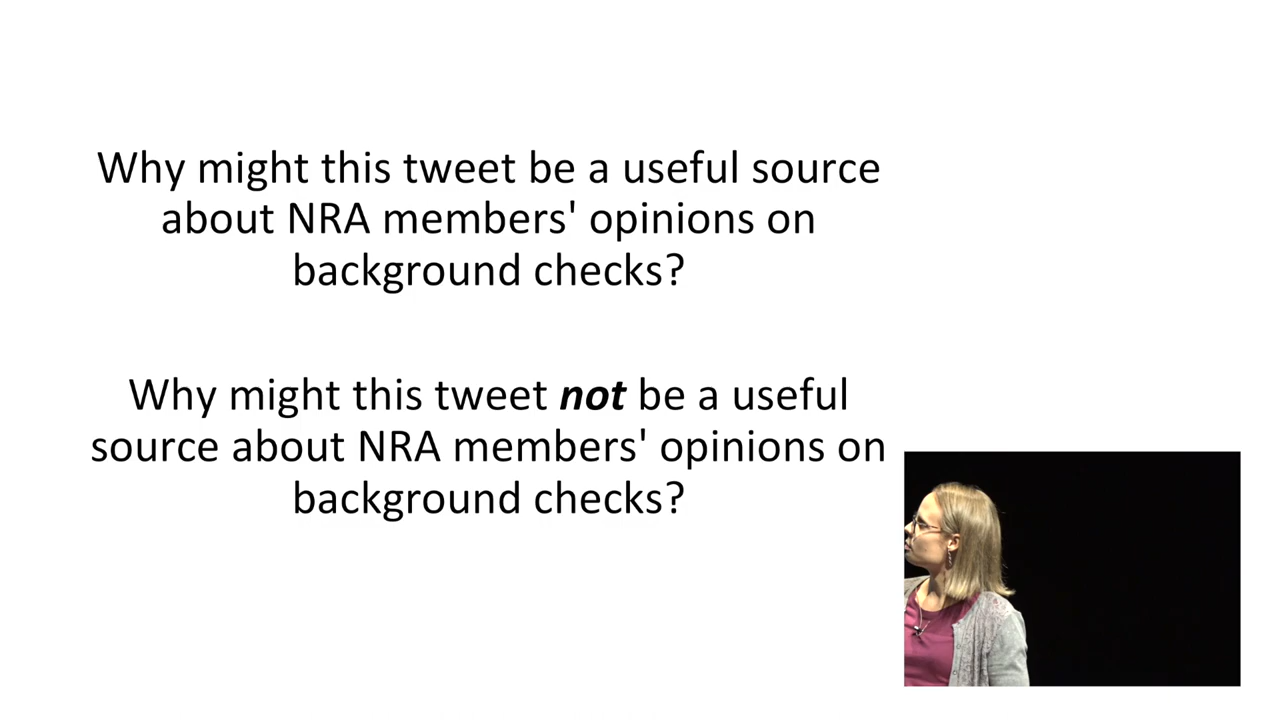 Why might this tweet be a useful source
about NRA members' opinions on
background checks?
Why might this tweet not be a useful
source about NRA members' opinions on
background checks?